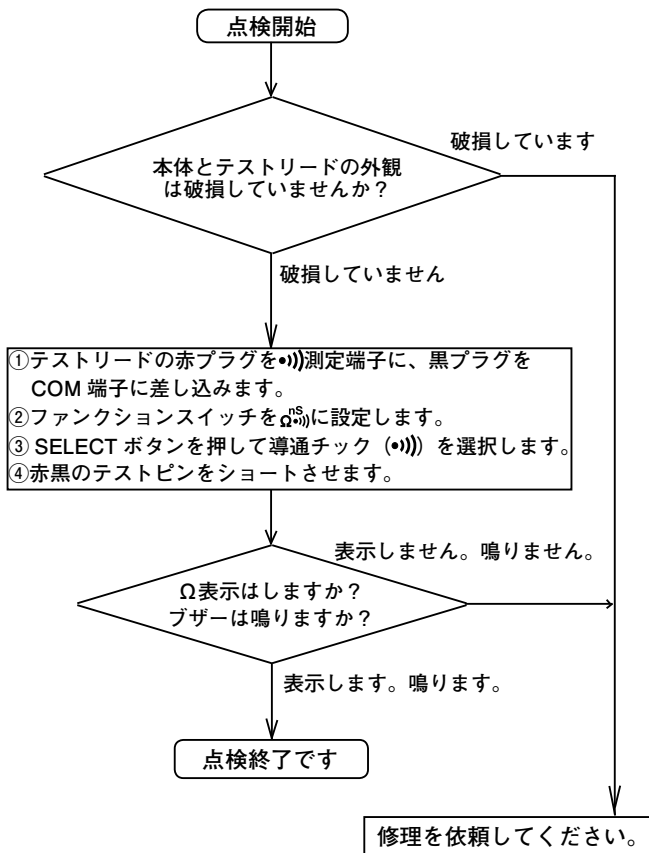 点検開始
本体とテストリードの外観
は破損していませんか？
破損しています
破損していません
①テストリードの赤プラグを•)))測定端子に、黒プラグを
COM 端子に差し込みます。
②ファンクションスイッチをΩnS•)))に設定します。
③ SELECT ボタンを押して導通チック（•)))）を選択します。
④赤黒のテストピンをショートさせます。
表示しません。鳴りません。
Ω表示はしますか？
ブザーは鳴りますか？
表示します。鳴ります。
点検終了です
修理を依頼してください。